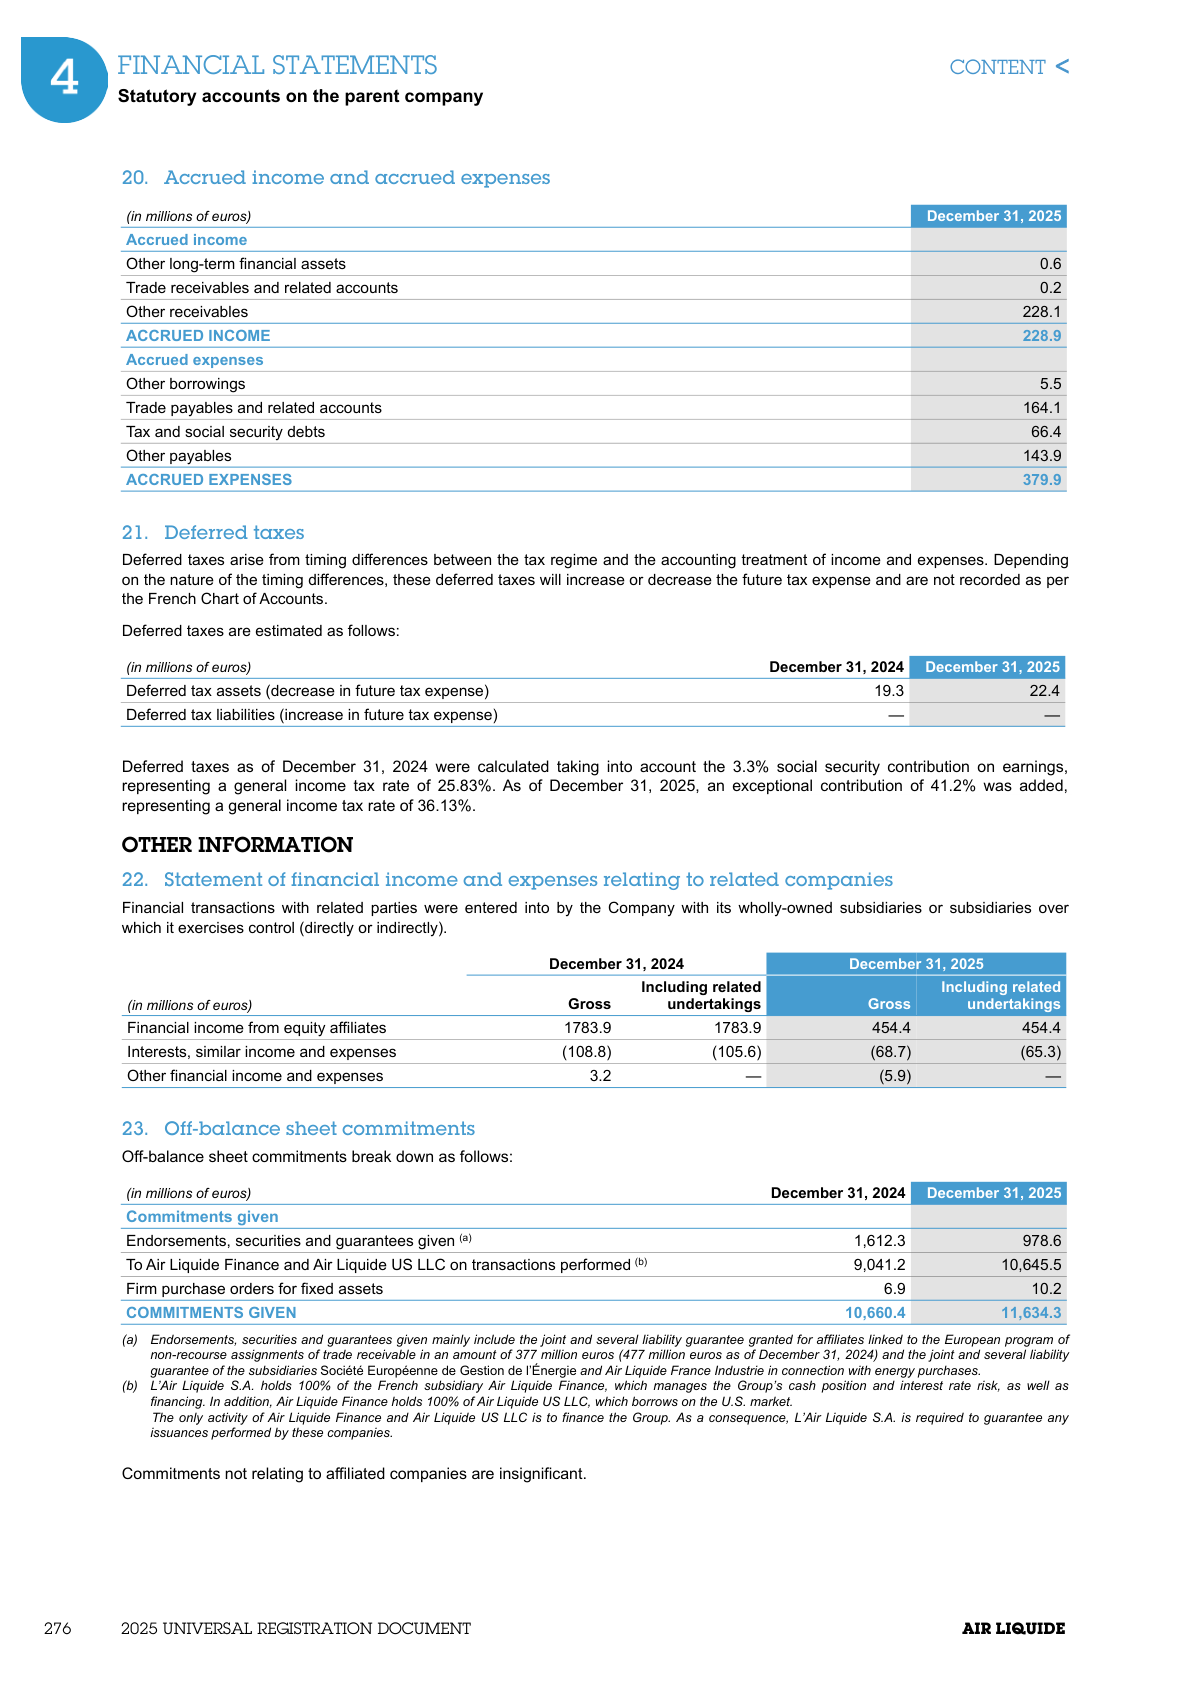 4
FINANCIAL STATEMENTS
CONTENT <
Statutory accounts on the parent company
20. Accrued income and accrued expenses
(in millions of euros) December 31, 2025
Accrued income
Other long-term financial assets 0.6
Trade receivables and related accounts 0.2
Other receivables 228.1
ACCRUED INCOME 228.9
Accrued expenses
Other borrowings 5.5
Trade payables and related accounts 164.1
Tax and social security debts 66.4
Other payables 143.9
ACCRUED EXPENSES 379.9
21. Deferred taxes
Deferred taxes arise from timing differences between the tax regime and the accounting treatment of income and expenses. Depending
on the nature of the timing differences, these deferred taxes will increase or decrease the future tax expense and are not recorded as per
the French Chart of Accounts.
Deferred taxes are estimated as follows:
(in millions of euros) December 31, 2024 December 31, 2025
Deferred tax assets (decrease in future tax expense) 19.3 22.4
Deferred tax liabilities (increase in future tax expense) — —
Deferred taxes as of December 31, 2024 were calculated taking into account the 3.3% social security contribution on earnings,
representing a general income tax rate of 25.83%. As of December 31, 2025, an exceptional contribution of 41.2% was added,
representing a general income tax rate of 36.13%.
OTHER INFORMATION
22. Statement of financial income and expenses relating to related companies
Financial transactions with related parties were entered into by the Company with its wholly-owned subsidiaries or subsidiaries over
which it exercises control (directly or indirectly).
December 31, 2024 December 31, 2025
Including related Including related
(in millions of euros) Gross undertakings Gross undertakings
Financial income from equity affiliates 1783.9 1783.9 454.4 454.4
Interests, similar income and expenses (108.8) (105.6) (68.7) (65.3)
Other financial income and expenses 3.2 — (5.9) —
23. Off-balance sheet commitments
Off-balance sheet commitments break down as follows:
(in millions of euros) December 31, 2024 December 31, 2025
Commitments given
Endorsements, securities and guarantees given (a) 1,612.3 978.6
To Air Liquide Finance and Air Liquide US LLC on transactions performed (b) 9,041.2 10,645.5
Firm purchase orders for fixed assets 6.9 10.2
COMMITMENTS GIVEN 10,660.4 11,634.3
(a) Endorsements, securities and guarantees given mainly include the joint and several liability guarantee granted for affiliates linked to the European program of
non-recourse assignments of trade receivable in an amount of 377 million euros (477 million euros as of December 31, 2024) and the joint and several liability
guarantee of the subsidiaries Société Européenne de Gestion de l'Énergie and Air Liquide France Industrie in connection with energy purchases.
(b) L'Air Liquide S.A. holds 100% of the French subsidiary Air Liquide Finance, which manages the Group's cash position and interest rate risk, as well as
financing. In addition, Air Liquide Finance holds 100% of Air Liquide US LLC, which borrows on the U.S. market.
The only activity of Air Liquide Finance and Air Liquide US LLC is to finance the Group. As a consequence, L'Air Liquide S.A. is required to guarantee any
issuances performed by these companies.
Commitments not relating to affiliated companies are insignificant.
276 2025 UNIVERSAL REGISTRATION DOCUMENT AIR LIQUIDE